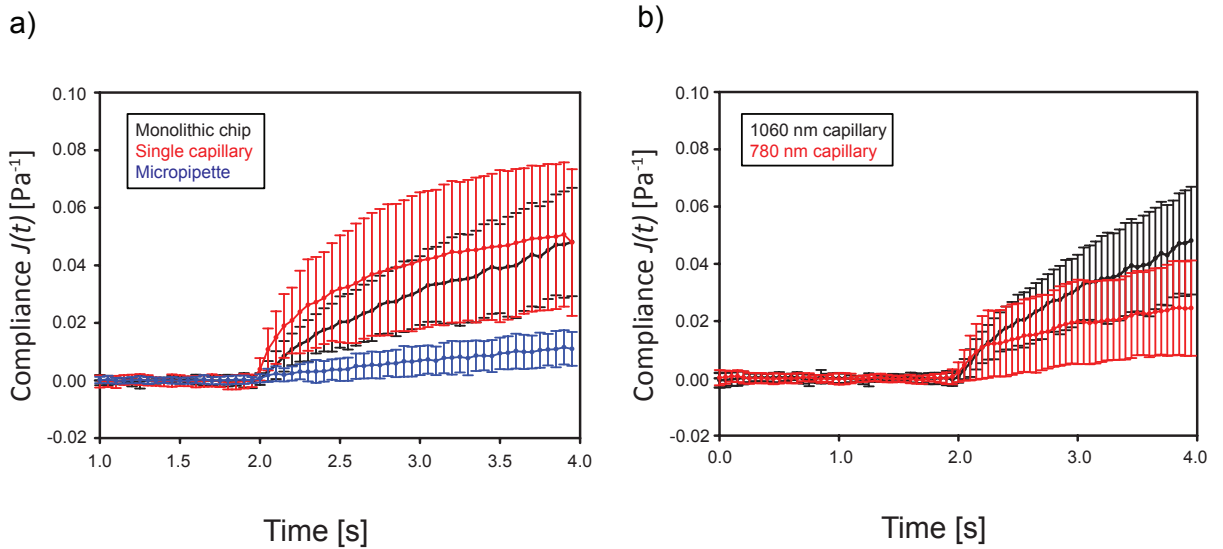 a)
Compliance J(t) [Pa⁻¹]
0.10
0.08
0.06
0.04
0.02
0.00
-0.02
Monolithic chip
Single capillary
Micropipette
1.0 1.5 2.0 2.5 3.0 3.5 4.0
Time [s]
b)
Compliance J(t) [Pa⁻¹]
0.10
0.08
0.06
0.04
0.02
0.00
-0.02
1060 nm capillary
780 nm capillary
0.0 1.0 2.0 3.0 4.0
Time [s]